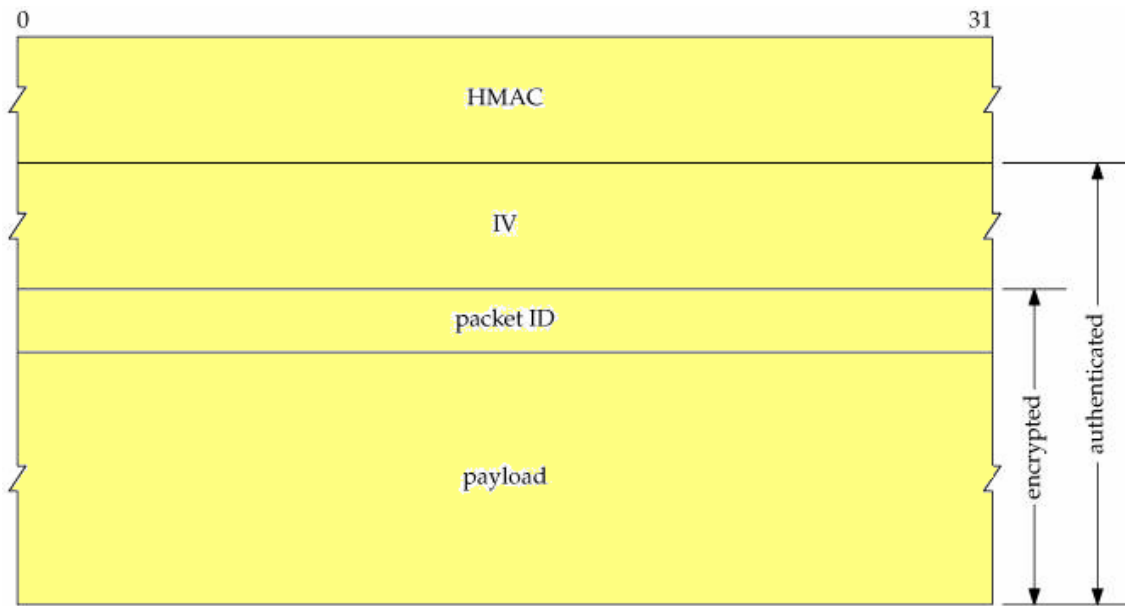 0 31
HMAC
IV
packet ID
payload
encrypted
authenticated